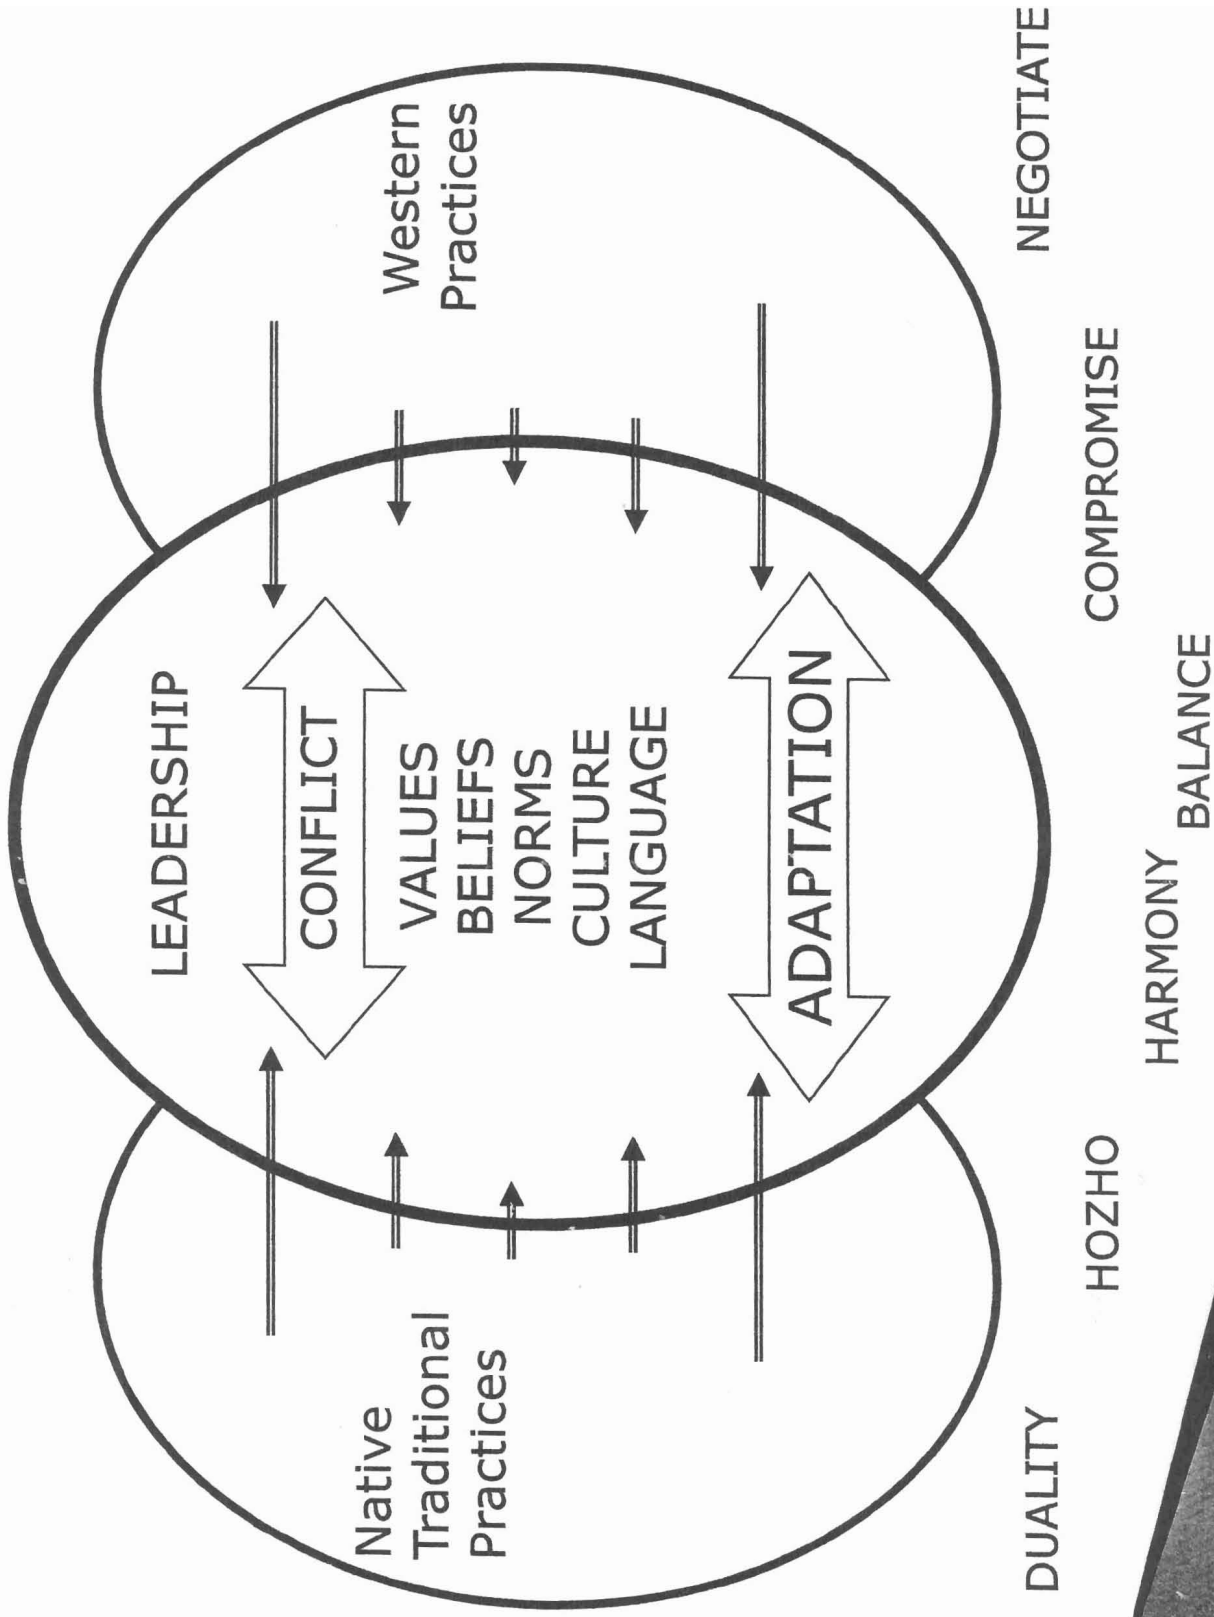 Native
Traditional
Practices
LEADERSHIP
CONFLICT
VALUES
BELIEFS
NORMS
CULTURE
LANGUAGE
ADAPTATION
Western
Practices
DUALITY
HOZHO
HARMONY
BALANCE
COMPROMISE
NEGOTIATE